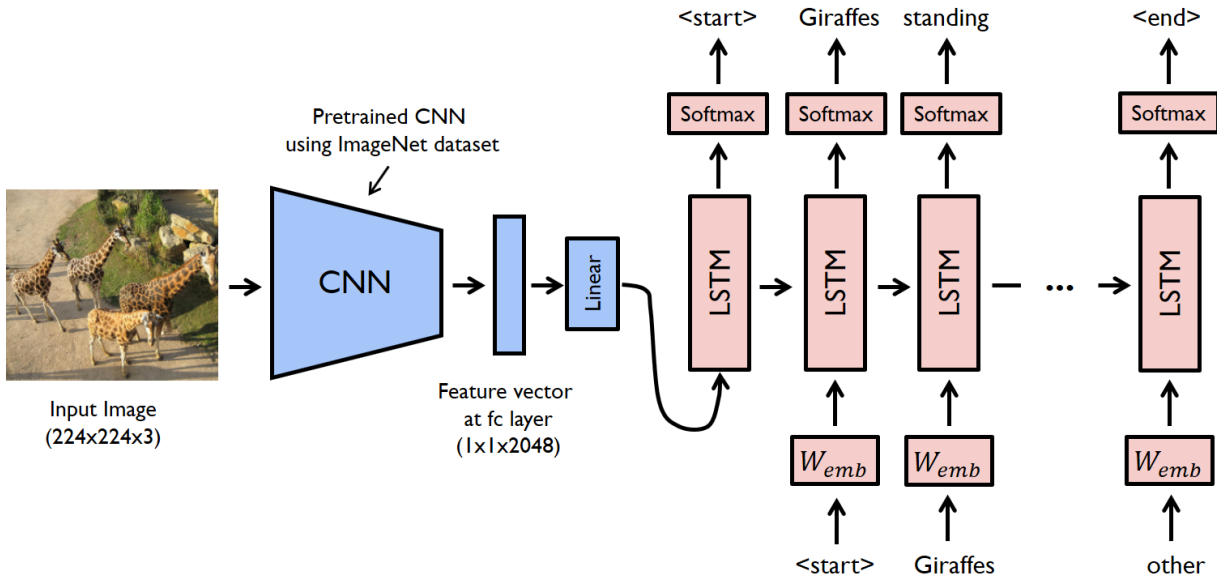 <start> Giraffes standing <end>
Softmax Softmax Softmax Softmax
Pretrained CNN
using ImageNet dataset
CNN
Linear
LSTM LSTM LSTM ... LSTM
Input Image
(224x224x3)
Feature vector
at fc layer
(1x1x2048)
W_emb W_emb W_emb
<start> Giraffes other